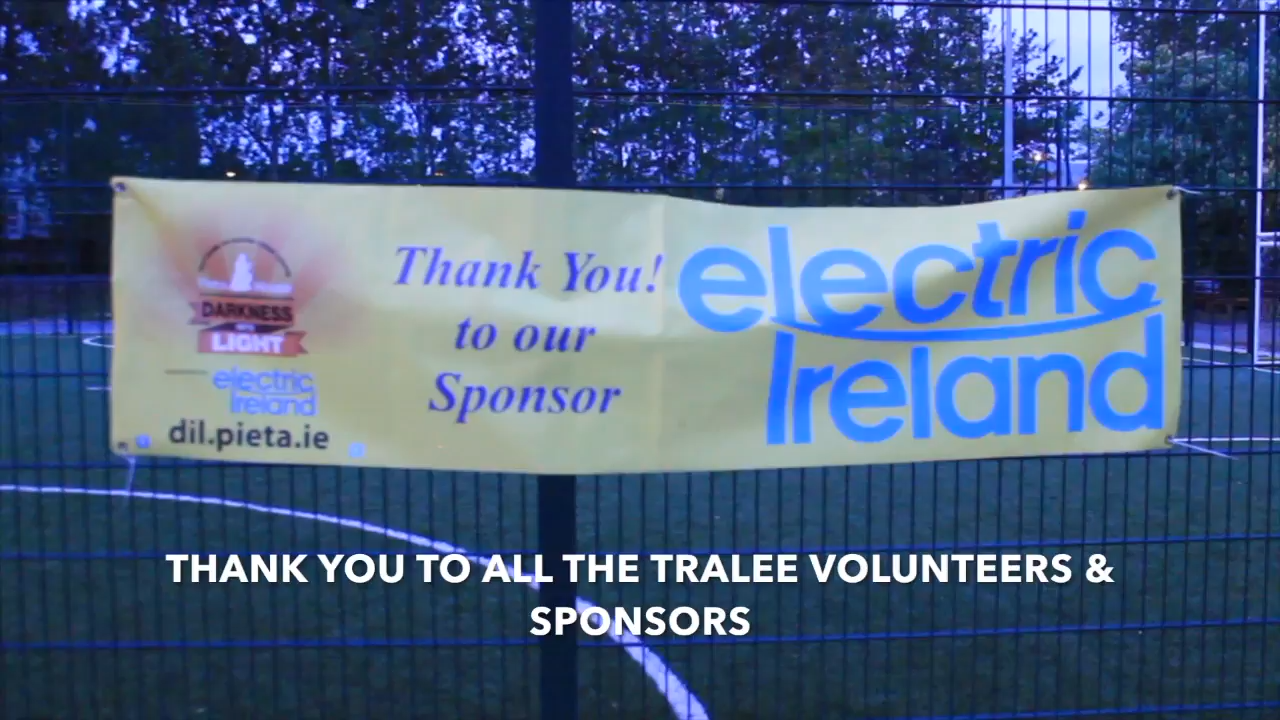 DARKNESS
INTO
LIGHT
electric
Ireland
dil.pieta.ie
Thank You!
to our
Sponsor
electric
Ireland
THANK YOU TO ALL THE TRALEE VOLUNTEERS &
SPONSORS